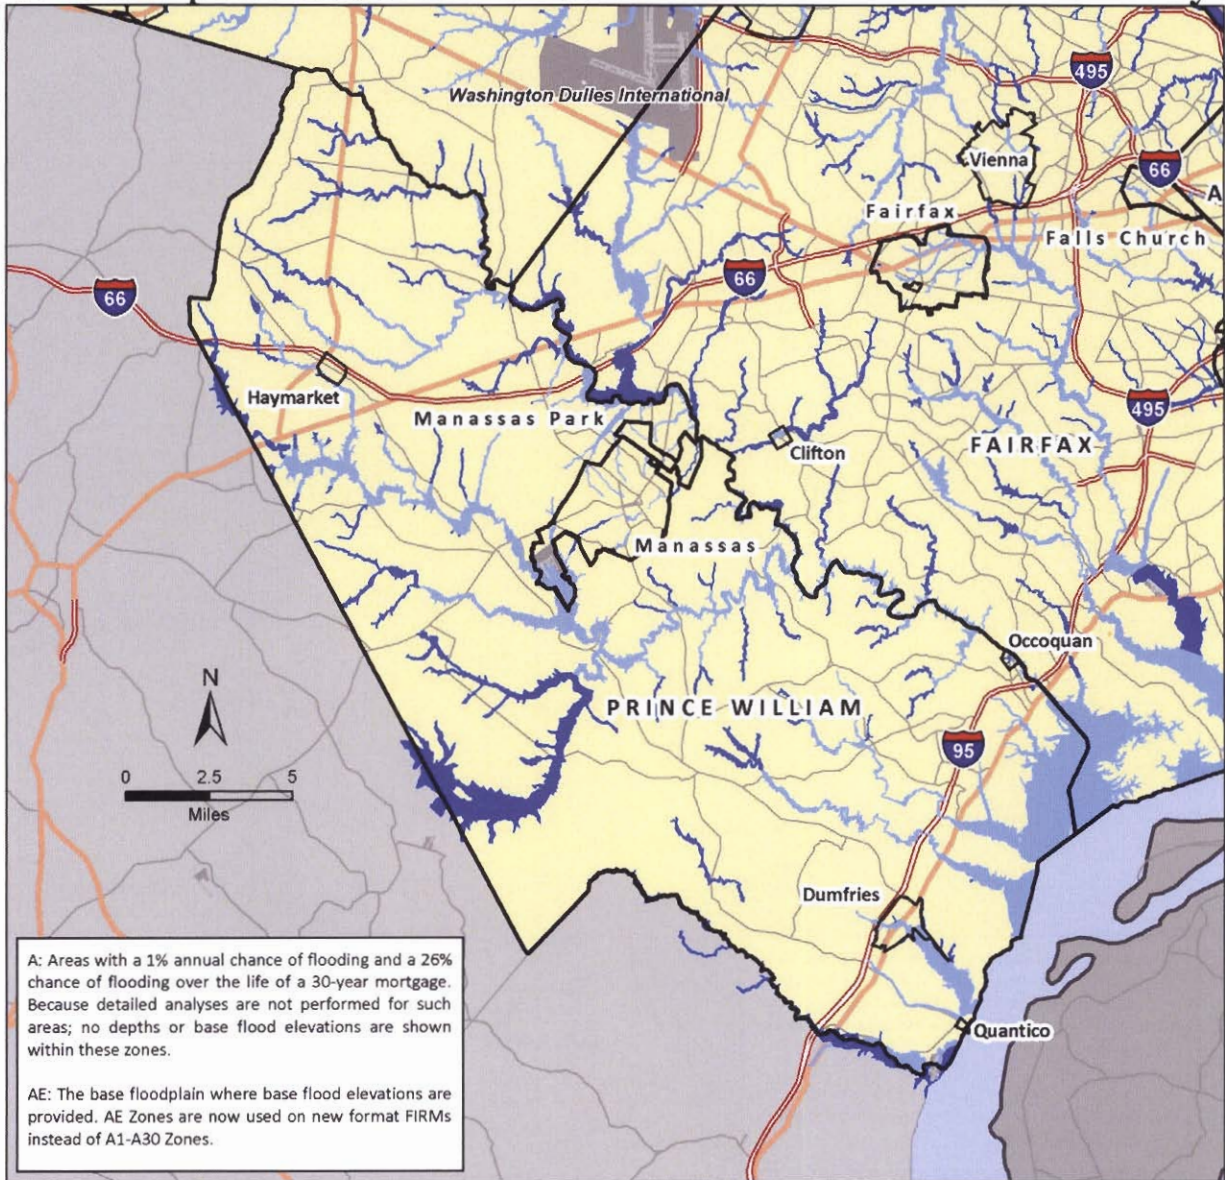 Washington Dulles International
495
Vienna
66
A
Fairfax
Falls Church
66
66
Haymarket
Manassas Park
495
FAIRFAX
Clifton
Manassas
Occoquan
N
PRINCE WILLIAM
95
0 2.5 5
Miles
Dumfries
A: Areas with a 1% annual chance of flooding and a 26%
chance of flooding over the life of a 30-year mortgage.
Because detailed analyses are not performed for such
areas; no depths or base flood elevations are shown
within these zones.
Quantico
AE: The base floodplain where base flood elevations are
provided. AE Zones are now used on new format FIRMs
instead of A1-A30 Zones.